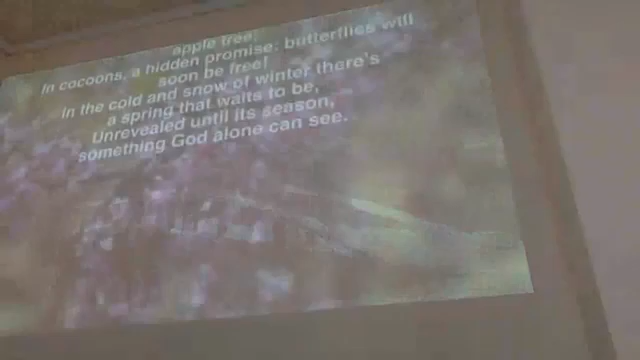 apple tree;
In cocoons, a hidden promise: butterflies will
soon be free!
In the cold and snow of winter there's
a spring that waits to be,
Unrevealed until its season,
something God alone can see.